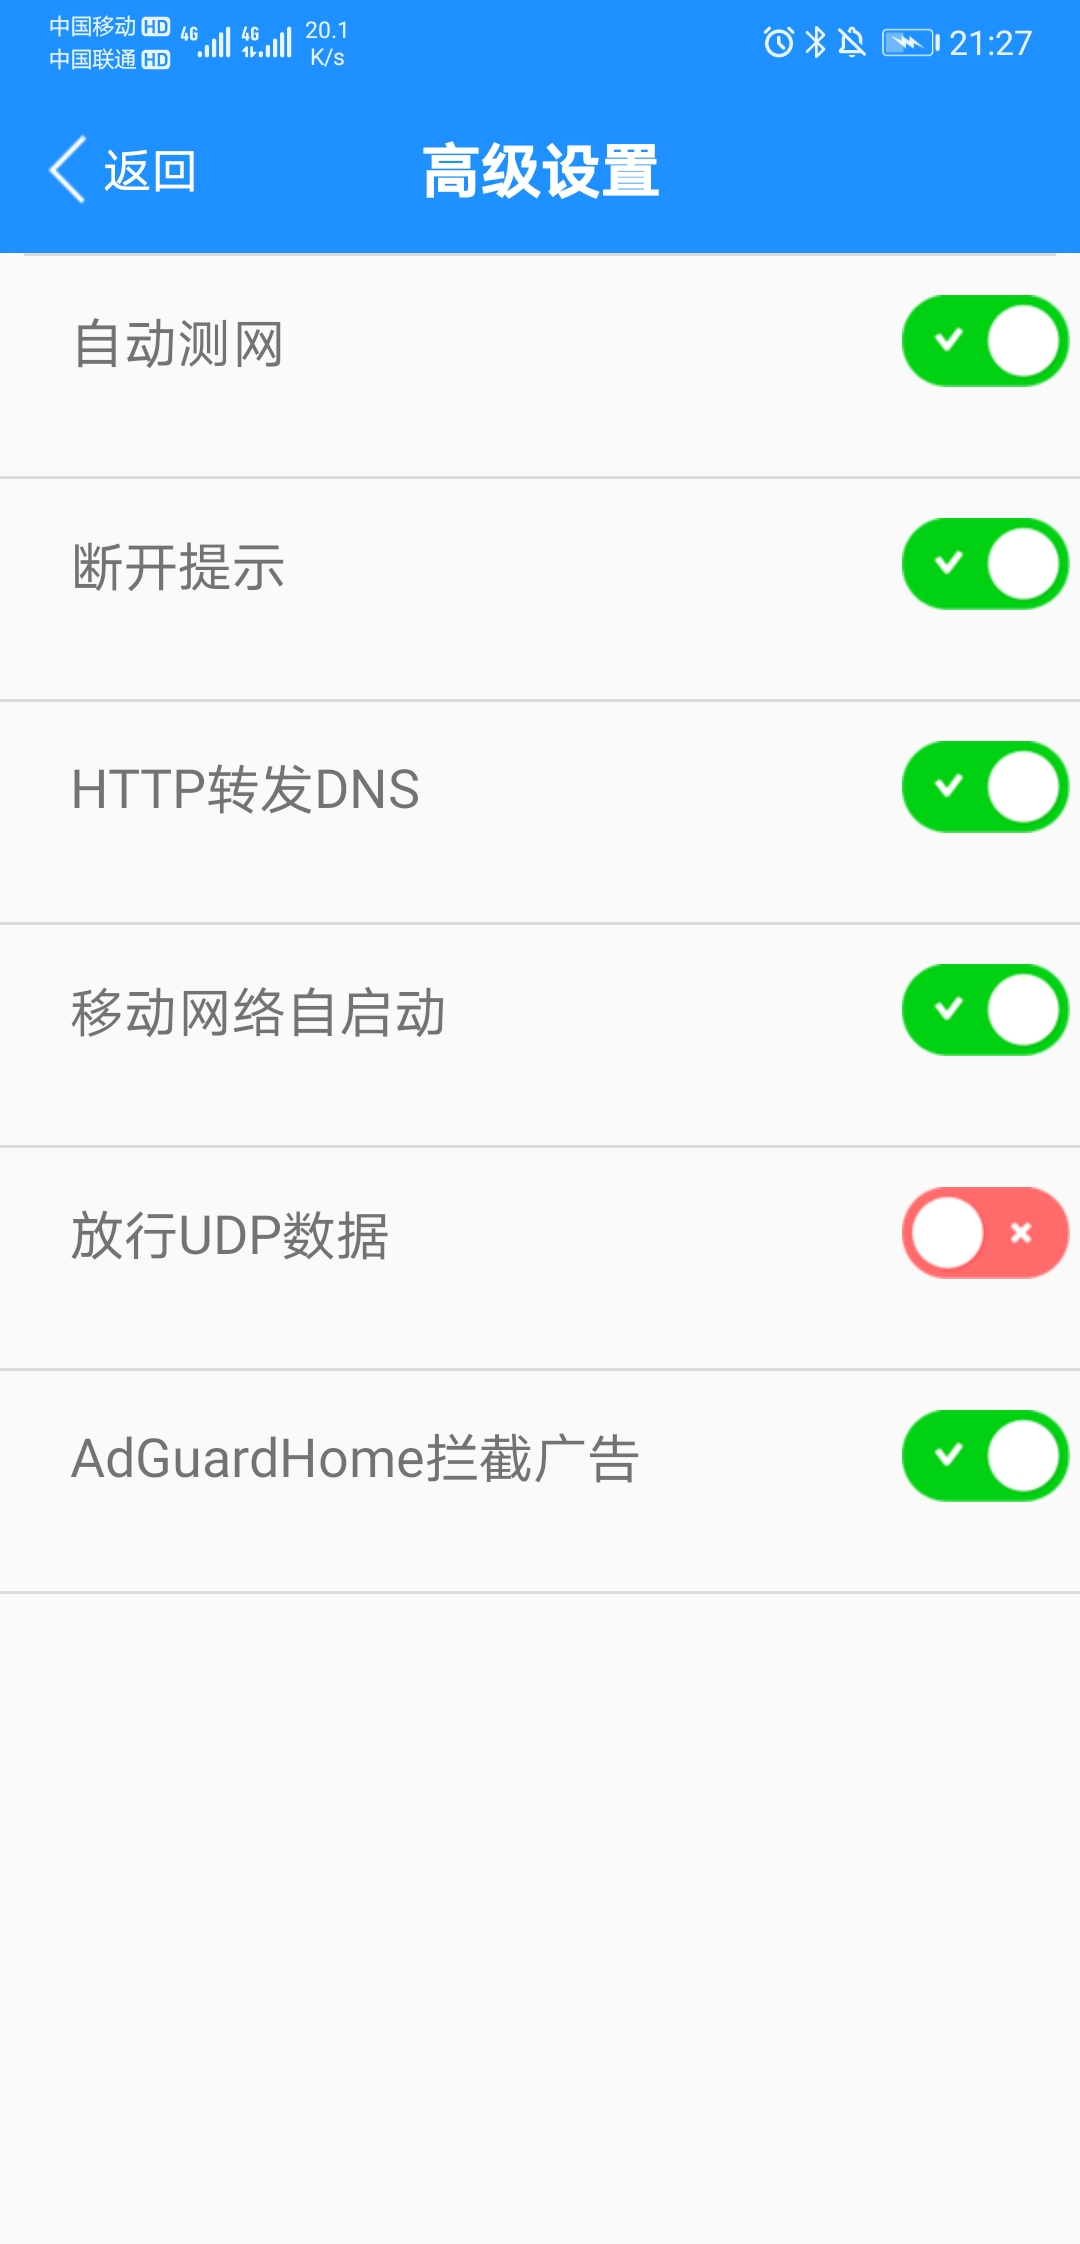 中国移动 HD 4G 4G 20.1
中国联通 HD K/s
21:27
返回
高级设置
自动测网
断开提示
HTTP转发DNS
移动网络自启动
放行UDP数据
AdGuardHome拦截广告